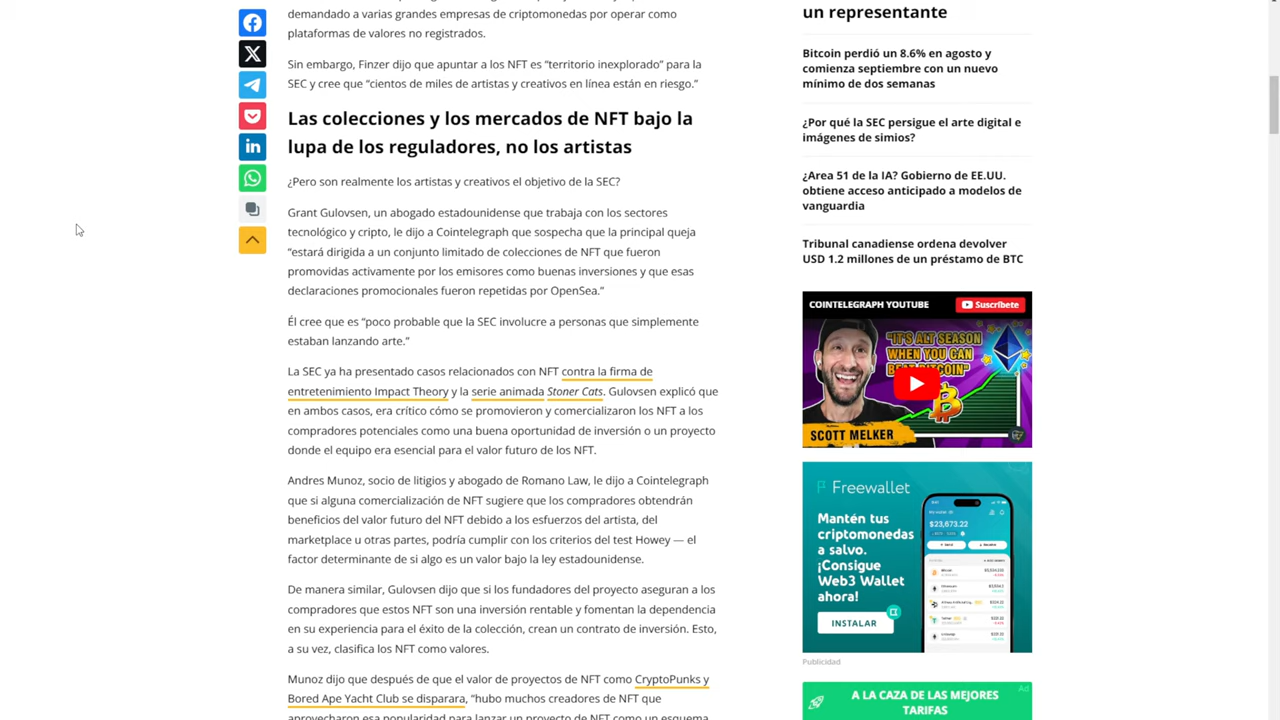 demandado a varias grandes empresas de criptomonedas por operar como
plataformas de valores no registrados.
Sin embargo, Finzer dijo que apuntar a los NFT es “territorio inexplorado” para la
SEC y cree que “cientos de miles de artistas y creativos en línea están en riesgo.”
Las colecciones y los mercados de NFT bajo la
lupa de los reguladores, no los artistas
¿Pero son realmente los artistas y creativos el objetivo de la SEC?
Grant Gulovsen, un abogado estadounidense que trabaja con los sectores
tecnológico y cripto, le dijo a Cointelegraph que sospecha que la principal queja
“estará dirigida a un conjunto limitado de colecciones de NFT que fueron
promovidas activamente por los emisores como buenas inversiones y que esas
declaraciones promocionales fueron repetidas por OpenSea.”
Él cree que es “poco probable que la SEC involucre a personas que simplemente
estaban lanzando arte.”
La SEC ya ha presentado casos relacionados con NFT contra la firma de
entretenimiento Impact Theory y la serie animada Stoner Cats. Gulovsen explicó que
en ambos casos, era crítico cómo se promovieron y comercializaron los NFT a los
compradores potenciales como una buena oportunidad de inversión o un proyecto
donde el equipo era esencial para el valor futuro de los NFT.
Andres Munoz, socio de litigios y abogado de Romano Law, le dijo a Cointelegraph
que si alguna comercialización de NFT sugiere que los compradores obtendrán
beneficios del valor futuro del NFT debido a los esfuerzos del artista, del
marketplace u otras partes, podría cumplir con los criterios del test Howey — el
factor determinante de si algo es un valor bajo la ley estadounidense.
De manera similar, Gulovsen dijo que si los fundadores del proyecto aseguran a los
compradores que estos NFT son una inversión rentable y fomentan la dependencia
en su experiencia para el éxito de la colección, crean un contrato de inversión. Esto,
a su vez, clasifica los NFT como valores.
Munoz dijo que después de que el valor de proyectos de NFT como CryptoPunks y
Bored Ape Yacht Club se disparara, “hubo muchos creadores de NFT que
aprovecharon esa popularidad para lanzar un proyecto de NFT como un esquema
un representante
Bitcoin perdió un 8.6% en agosto y
comienza septiembre con un nuevo
mínimo de dos semanas
¿Por qué la SEC persigue el arte digital e
imágenes de simios?
¿Area 51 de la IA? Gobierno de EE.UU.
obtiene acceso anticipado a modelos de
vanguardia
Tribunal canadiense ordena devolver
USD 1.2 millones de un préstamo de BTC
COINTELEGRAPH YOUTUBE
Suscríbete
"IT'S ALT SEASON
WHEN YOU CAN
BEAT BITCOIN"
SCOTT MELKER
Freewallet
Mantén tus
criptomonedas
a salvo.
¡Consigue
Web3 Wallet
ahora!
INSTALAR
$23,673.22
Publicidad
Ad
A LA CAZA DE LAS MEJORES
TARIFAS